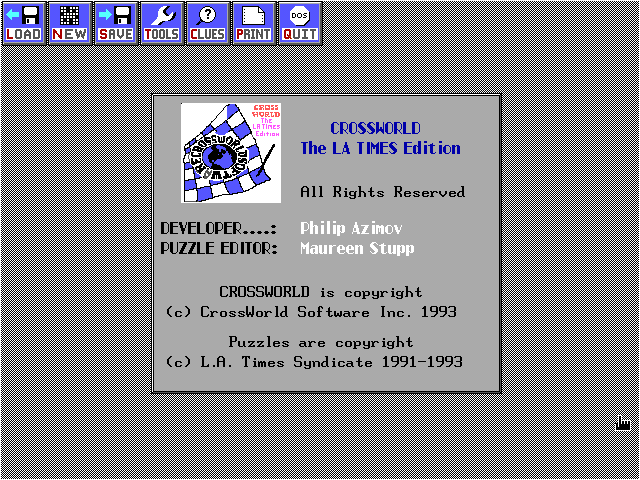 LOAD NEW SAVE TOOLS CLUES PRINT DOS QUIT
CROSS
WORLD
The
LA TIMES
Edition
CROSSWORLD
The LA TIMES Edition
All Rights Reserved
DEVELOPER....: Philip Azimov
PUZZLE EDITOR: Maureen Stupp
CROSSWORLD is copyright
(c) CrossWorld Software Inc. 1993
Puzzles are copyright
(c) L.A. Times Syndicate 1991-1993